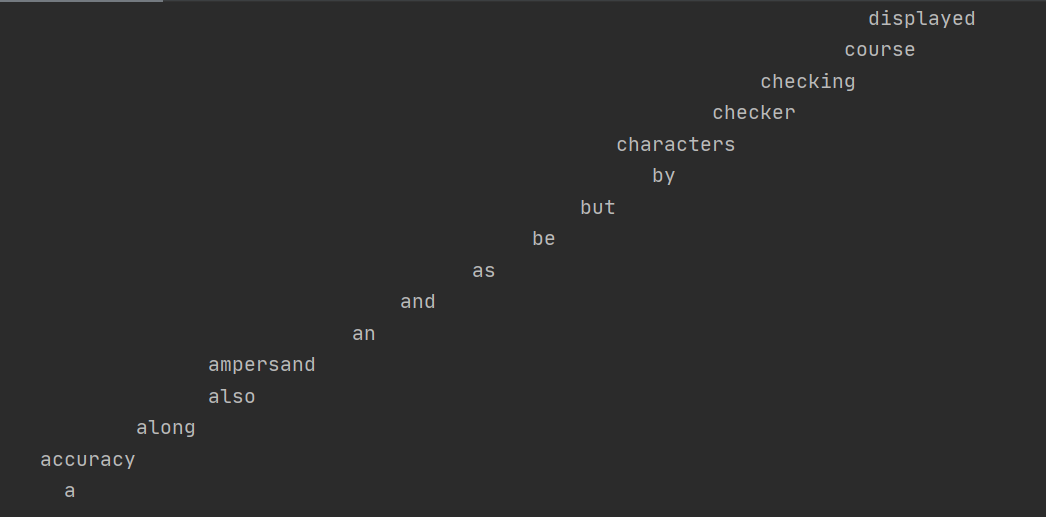 displayed
course
checking
checker
characters
by
but
be
as
and
an
ampersand
also
along
accuracy
a